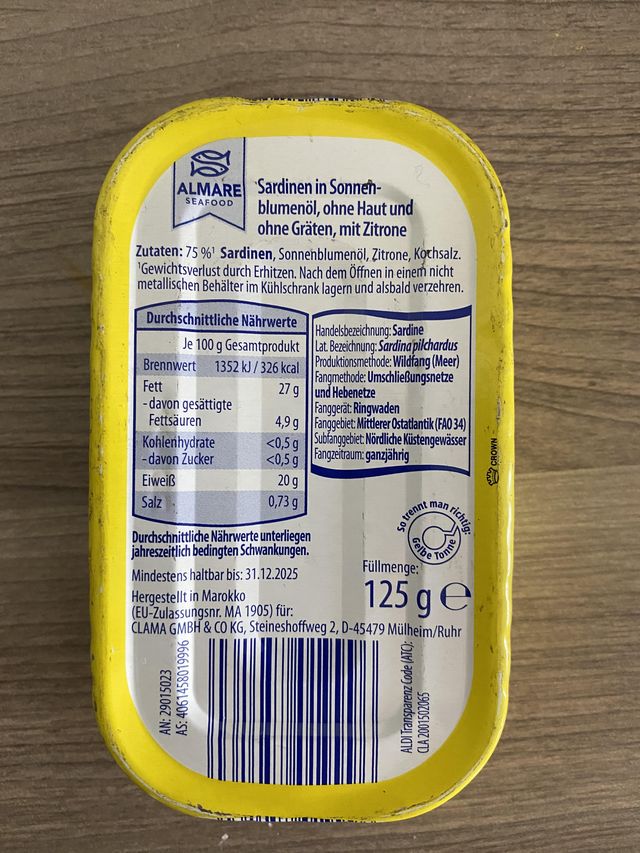 ALMARE
SEAFOOD
Sardinen in Sonnen-
blumenöl, ohne Haut und
ohne Gräten, mit Zitrone
Zutaten: 75 %¹ Sardinen, Sonnenblumenöl, Zitrone, Kochsalz.
¹Gewichtsverlust durch Erhitzen. Nach dem Öffnen in einem nicht
metallischen Behälter im Kühlschrank lagern und alsbald verzehren.
Durchschnittliche Nährwerte
Je 100 g Gesamtprodukt
Brennwert 1352 kJ / 326 kcal
Fett 27 g
- davon gesättigte
Fettsäuren 4,9 g
Kohlenhydrate <0,5 g
- davon Zucker <0,5 g
Eiweiß 20 g
Salz 0,73 g
Handelsbezeichnung: Sardine
Lat. Bezeichnung: Sardina pilchardus
Produktionsmethode: Wildfang (Meer)
Fangmethode: Umschließungsnetze
und Hebenetze
Fanggerät: Ringwaden
Fanggebiet: Mittlerer Ostatlantik (FAO 34)
Subfanggebiet: Nördliche Küstengewässer
Fangzeitraum: ganzjährig
CROWN
So trennt man richtig:
Gelbe Tonne
Durchschnittliche Nährwerte unterliegen
jahreszeitlich bedingten Schwankungen.
Mindestens haltbar bis: 31.12.2025
Füllmenge:
125 g e
Hergestellt in Marokko
(EU-Zulassungsnr. MA 1905) für:
CLAMA GMBH & CO KG, Steineshoffweg 2, D-45479 Mülheim/Ruhr
AN: 29015023
AS: 4061458019996
ALDI Transparenz Code (ATC):
CLA 2001502065